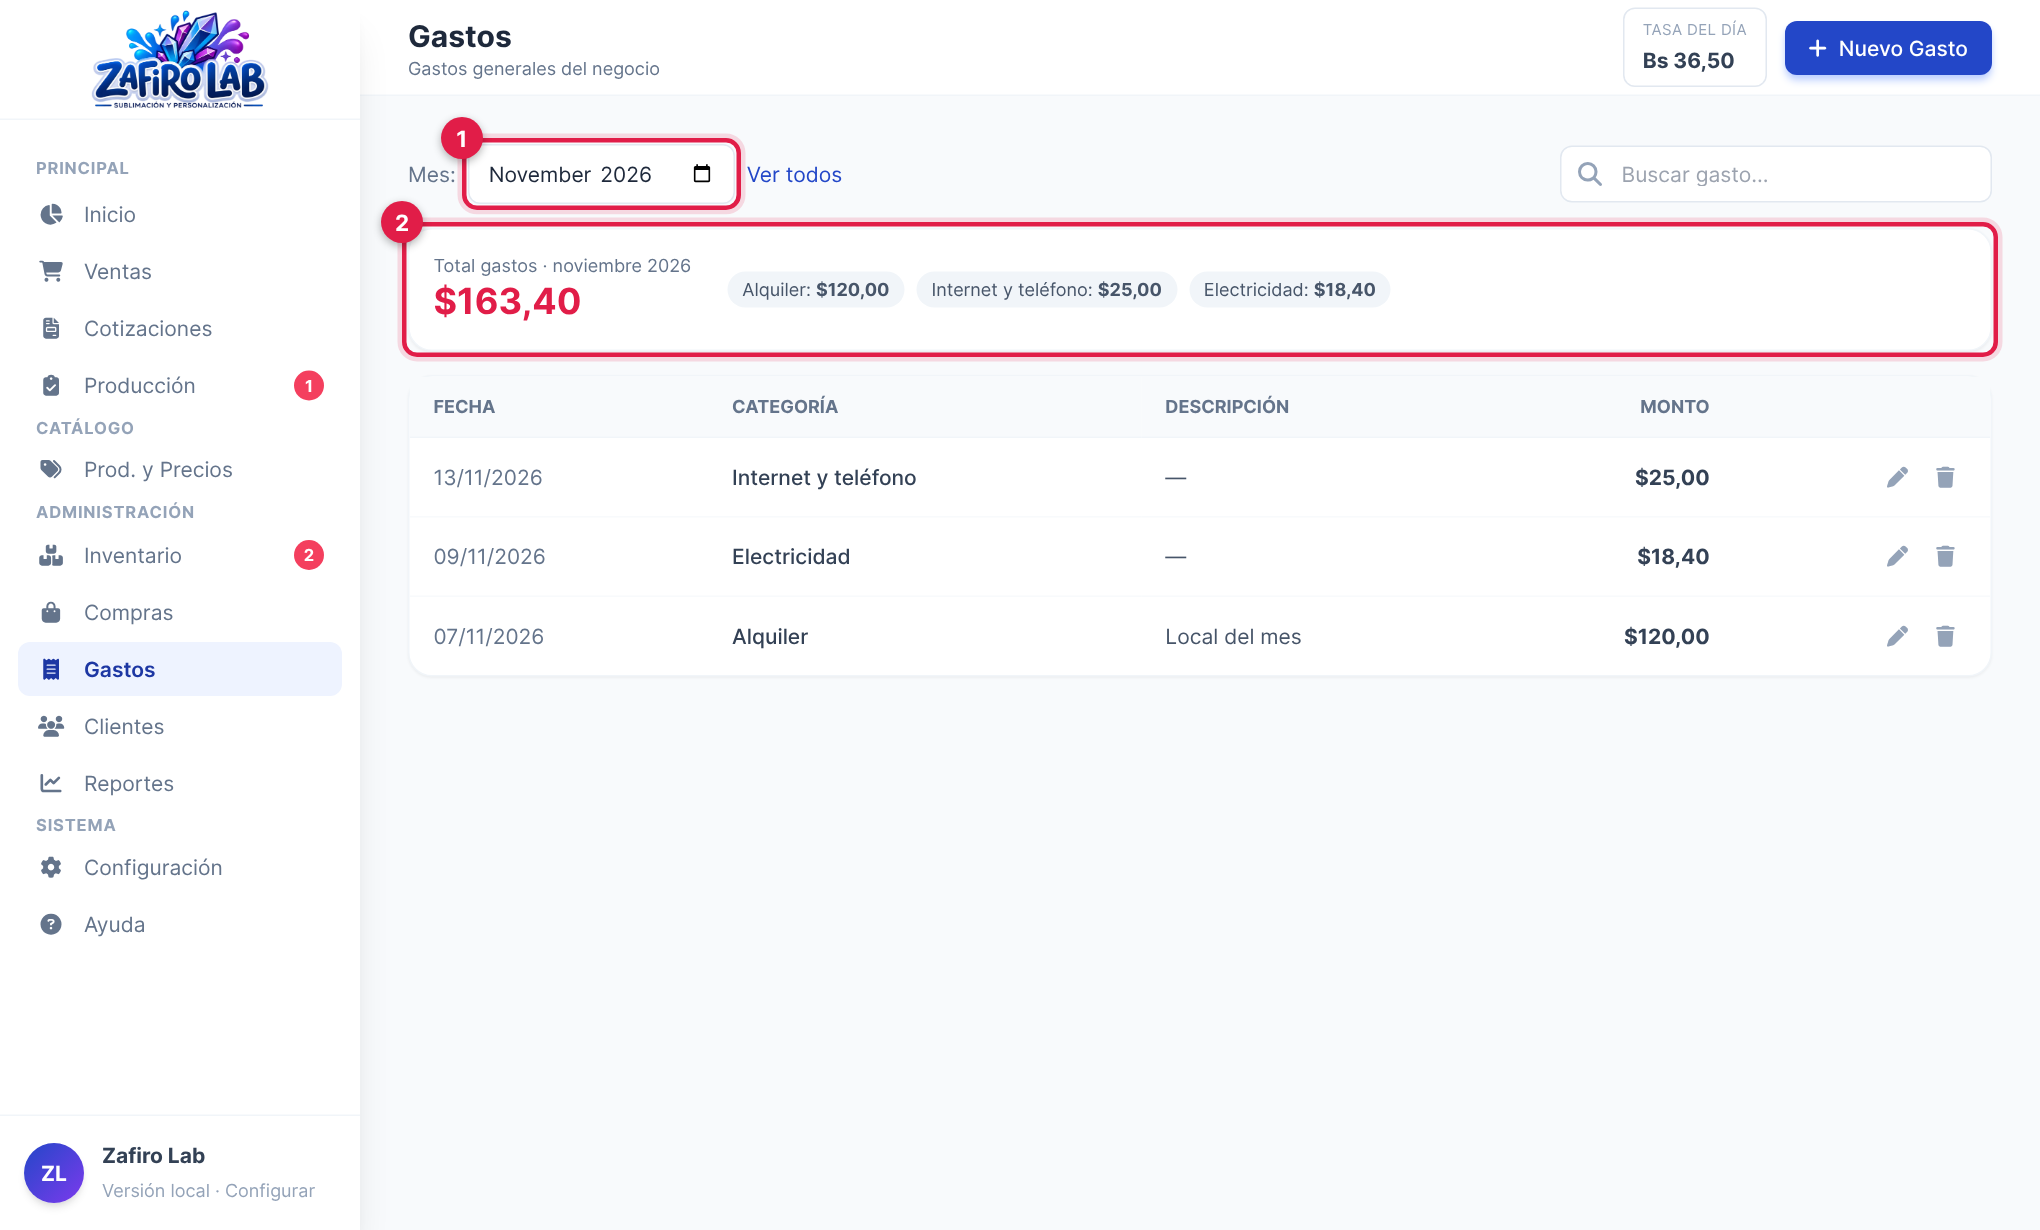 ZAFIRO LAB
SUBLIMACIÓN Y PERSONALIZACIÓN
PRINCIPAL
Inicio
Ventas
Cotizaciones
Producción 1
CATÁLOGO
Prod. y Precios
ADMINISTRACIÓN
Inventario 2
Compras
Gastos
Clientes
Reportes
SISTEMA
Configuración
Ayuda
ZL
Zafiro Lab
Versión local · Configurar
Gastos
Gastos generales del negocio
TASA DEL DÍA
Bs 36,50
+ Nuevo Gasto
1
Mes: November 2026 Ver todos
Buscar gasto...
2
Total gastos · noviembre 2026
$163,40
Alquiler: $120,00 Internet y teléfono: $25,00 Electricidad: $18,40
FECHA CATEGORÍA DESCRIPCIÓN MONTO
13/11/2026 Internet y teléfono — $25,00
09/11/2026 Electricidad — $18,40
07/11/2026 Alquiler Local del mes $120,00